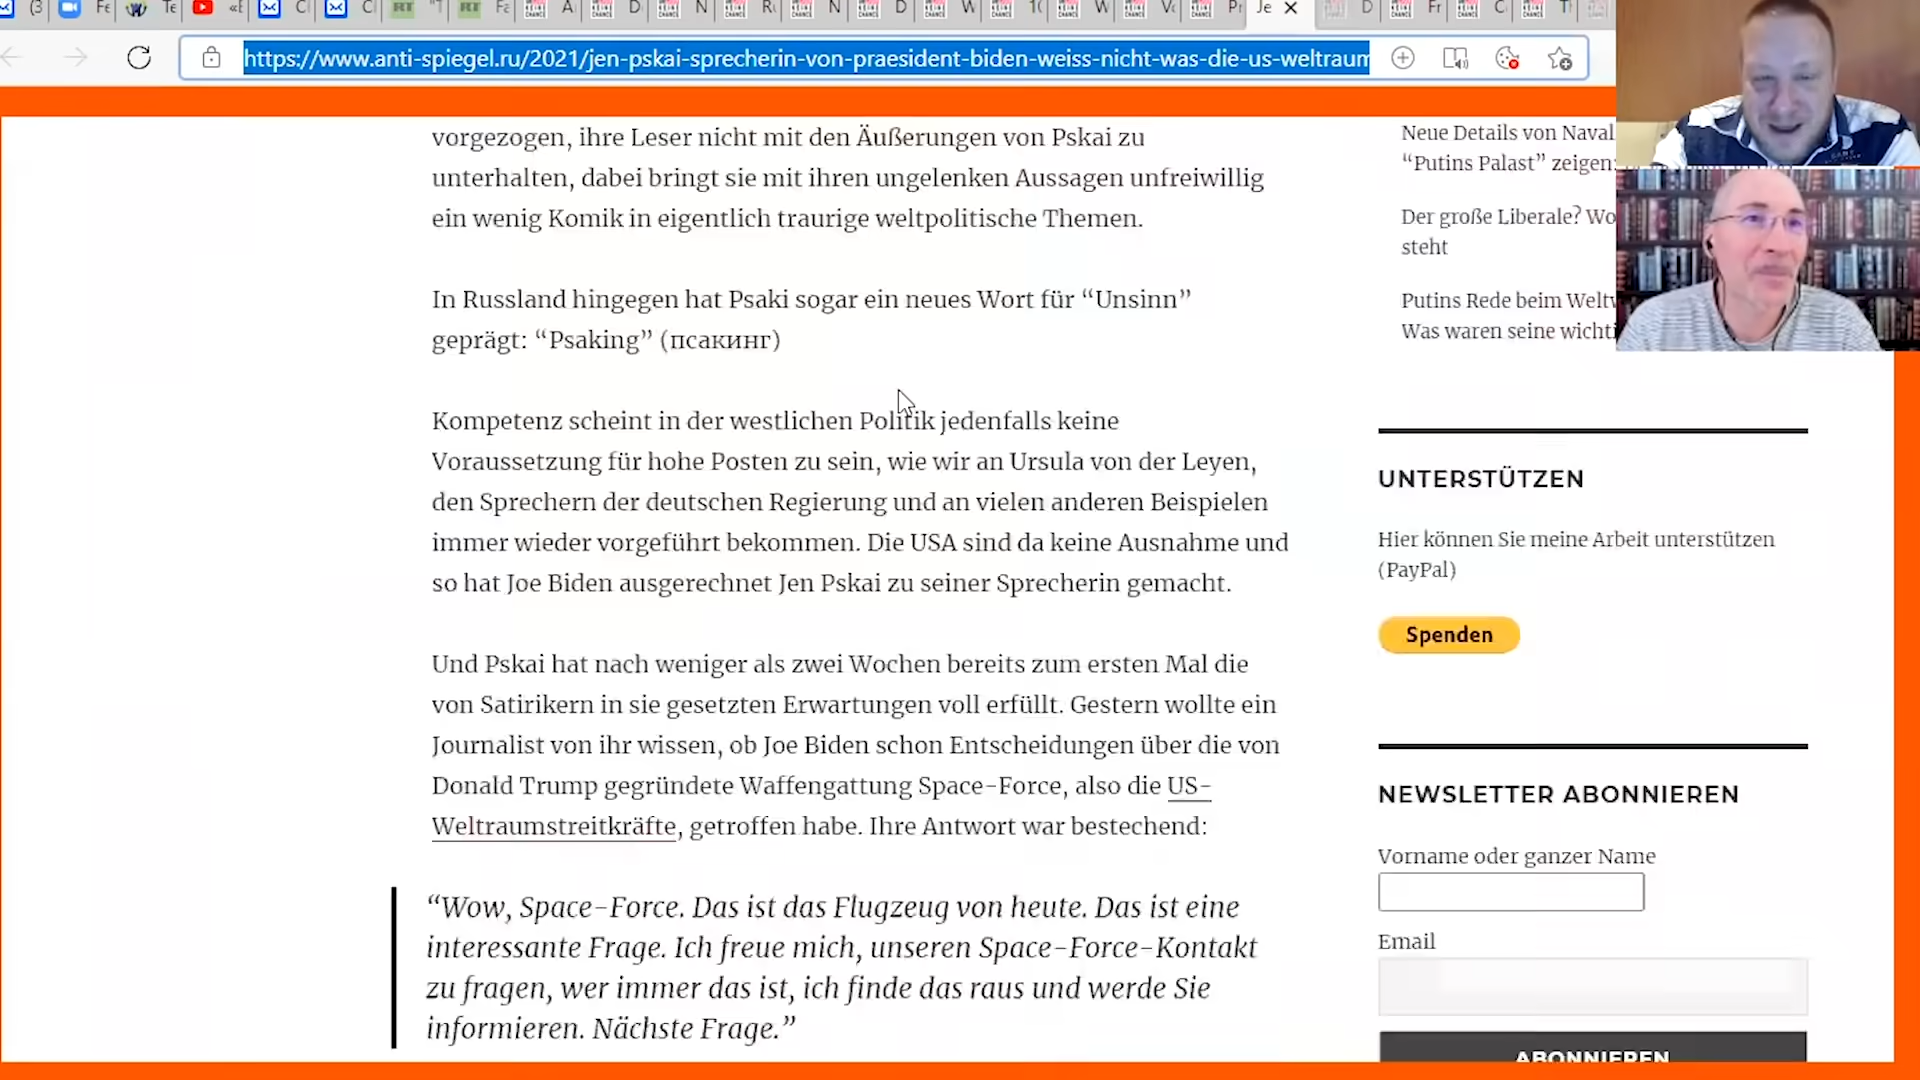 https://www.anti-spiegel.ru/2021/jen-pskai-sprecherin-von-praesident-biden-weiss-nicht-was-die-us-weltraum
vorgezogen, ihre Leser nicht mit den Äußerungen von Pskai zu
unterhalten, dabei bringt sie mit ihren ungelenken Aussagen unfreiwillig
ein wenig Komik in eigentlich traurige weltpolitische Themen.
In Russland hingegen hat Psaki sogar ein neues Wort für “Unsinn”
geprägt: “Psaking” (псакинг)
Kompetenz scheint in der westlichen Politik jedenfalls keine
Voraussetzung für hohe Posten zu sein, wie wir an Ursula von der Leyen,
den Sprechern der deutschen Regierung und an vielen anderen Beispielen
immer wieder vorgeführt bekommen. Die USA sind da keine Ausnahme und
so hat Joe Biden ausgerechnet Jen Pskai zu seiner Sprecherin gemacht.
Und Pskai hat nach weniger als zwei Wochen bereits zum ersten Mal die
von Satirikern in sie gesetzten Erwartungen voll erfüllt. Gestern wollte ein
Journalist von ihr wissen, ob Joe Biden schon Entscheidungen über die von
Donald Trump gegründete Waffengattung Space-Force, also die US-
Weltraumstreitkräfte, getroffen habe. Ihre Antwort war bestechend:
“Wow, Space-Force. Das ist das Flugzeug von heute. Das ist eine
interessante Frage. Ich freue mich, unseren Space-Force-Kontakt
zu fragen, wer immer das ist, ich finde das raus und werde Sie
informieren. Nächste Frage.”
Neue Details von Naval
“Putins Palast” zeigen:
Der große Liberale? Wo
steht
Putins Rede beim Weltw
Was waren seine wichti
UNTERSTÜTZEN
Hier können Sie meine Arbeit unterstützen
(PayPal)
Spenden
NEWSLETTER ABONNIEREN
Vorname oder ganzer Name
Email
ABONNIEREN